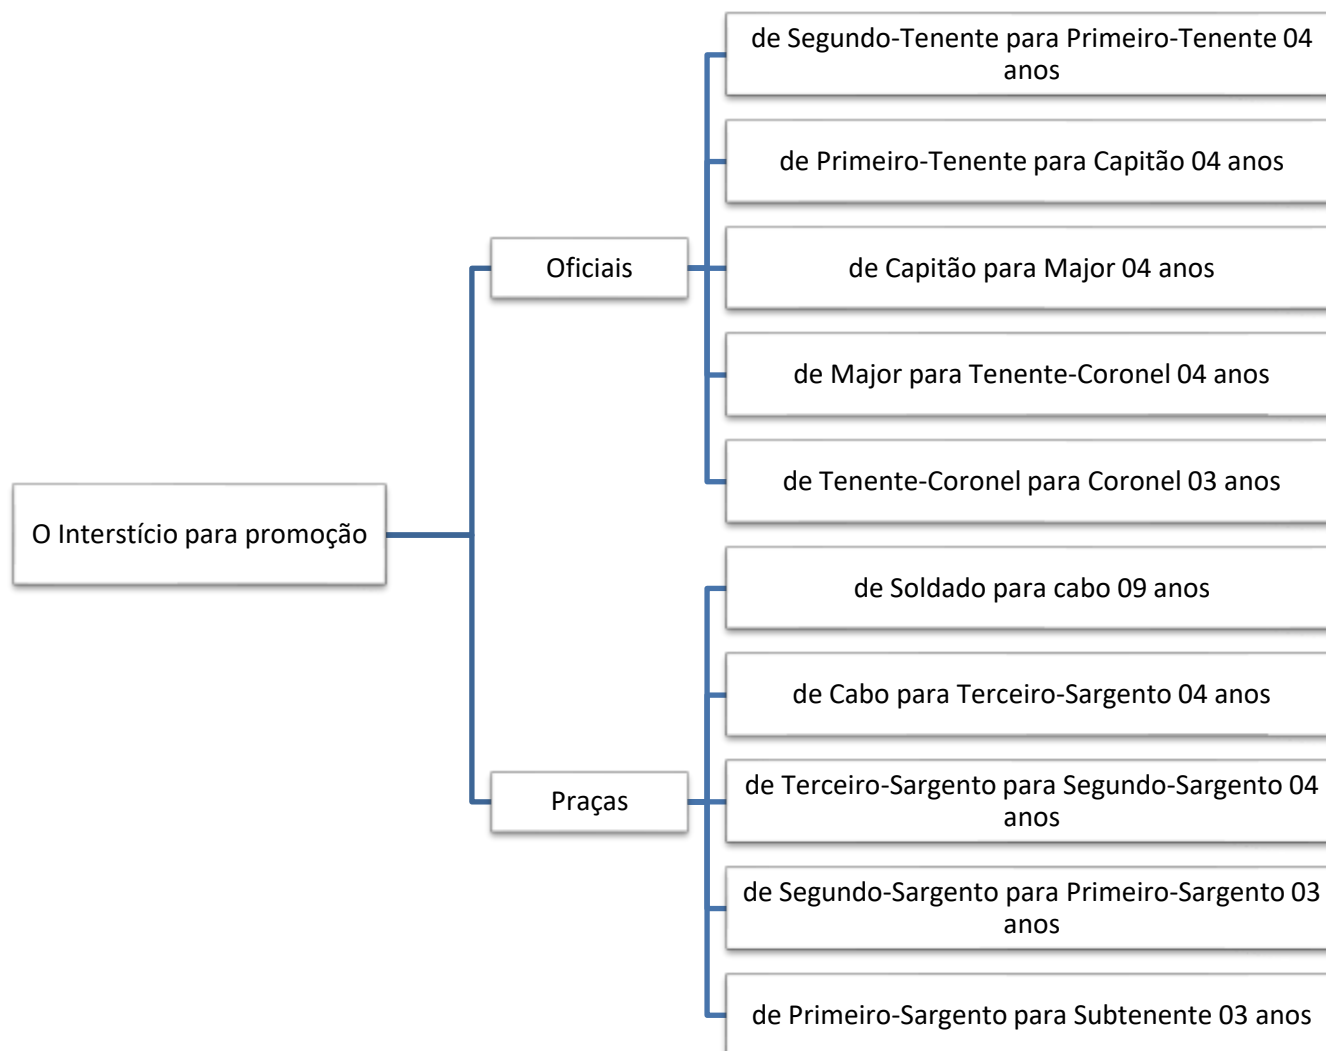 O Interstício para promoção
Oficiais
de Segundo-Tenente para Primeiro-Tenente 04
anos
de Primeiro-Tenente para Capitão 04 anos
de Capitão para Major 04 anos
de Major para Tenente-Coronel 04 anos
de Tenente-Coronel para Coronel 03 anos
Praças
de Soldado para cabo 09 anos
de Cabo para Terceiro-Sargento 04 anos
de Terceiro-Sargento para Segundo-Sargento 04
anos
de Segundo-Sargento para Primeiro-Sargento 03
anos
de Primeiro-Sargento para Subtenente 03 anos